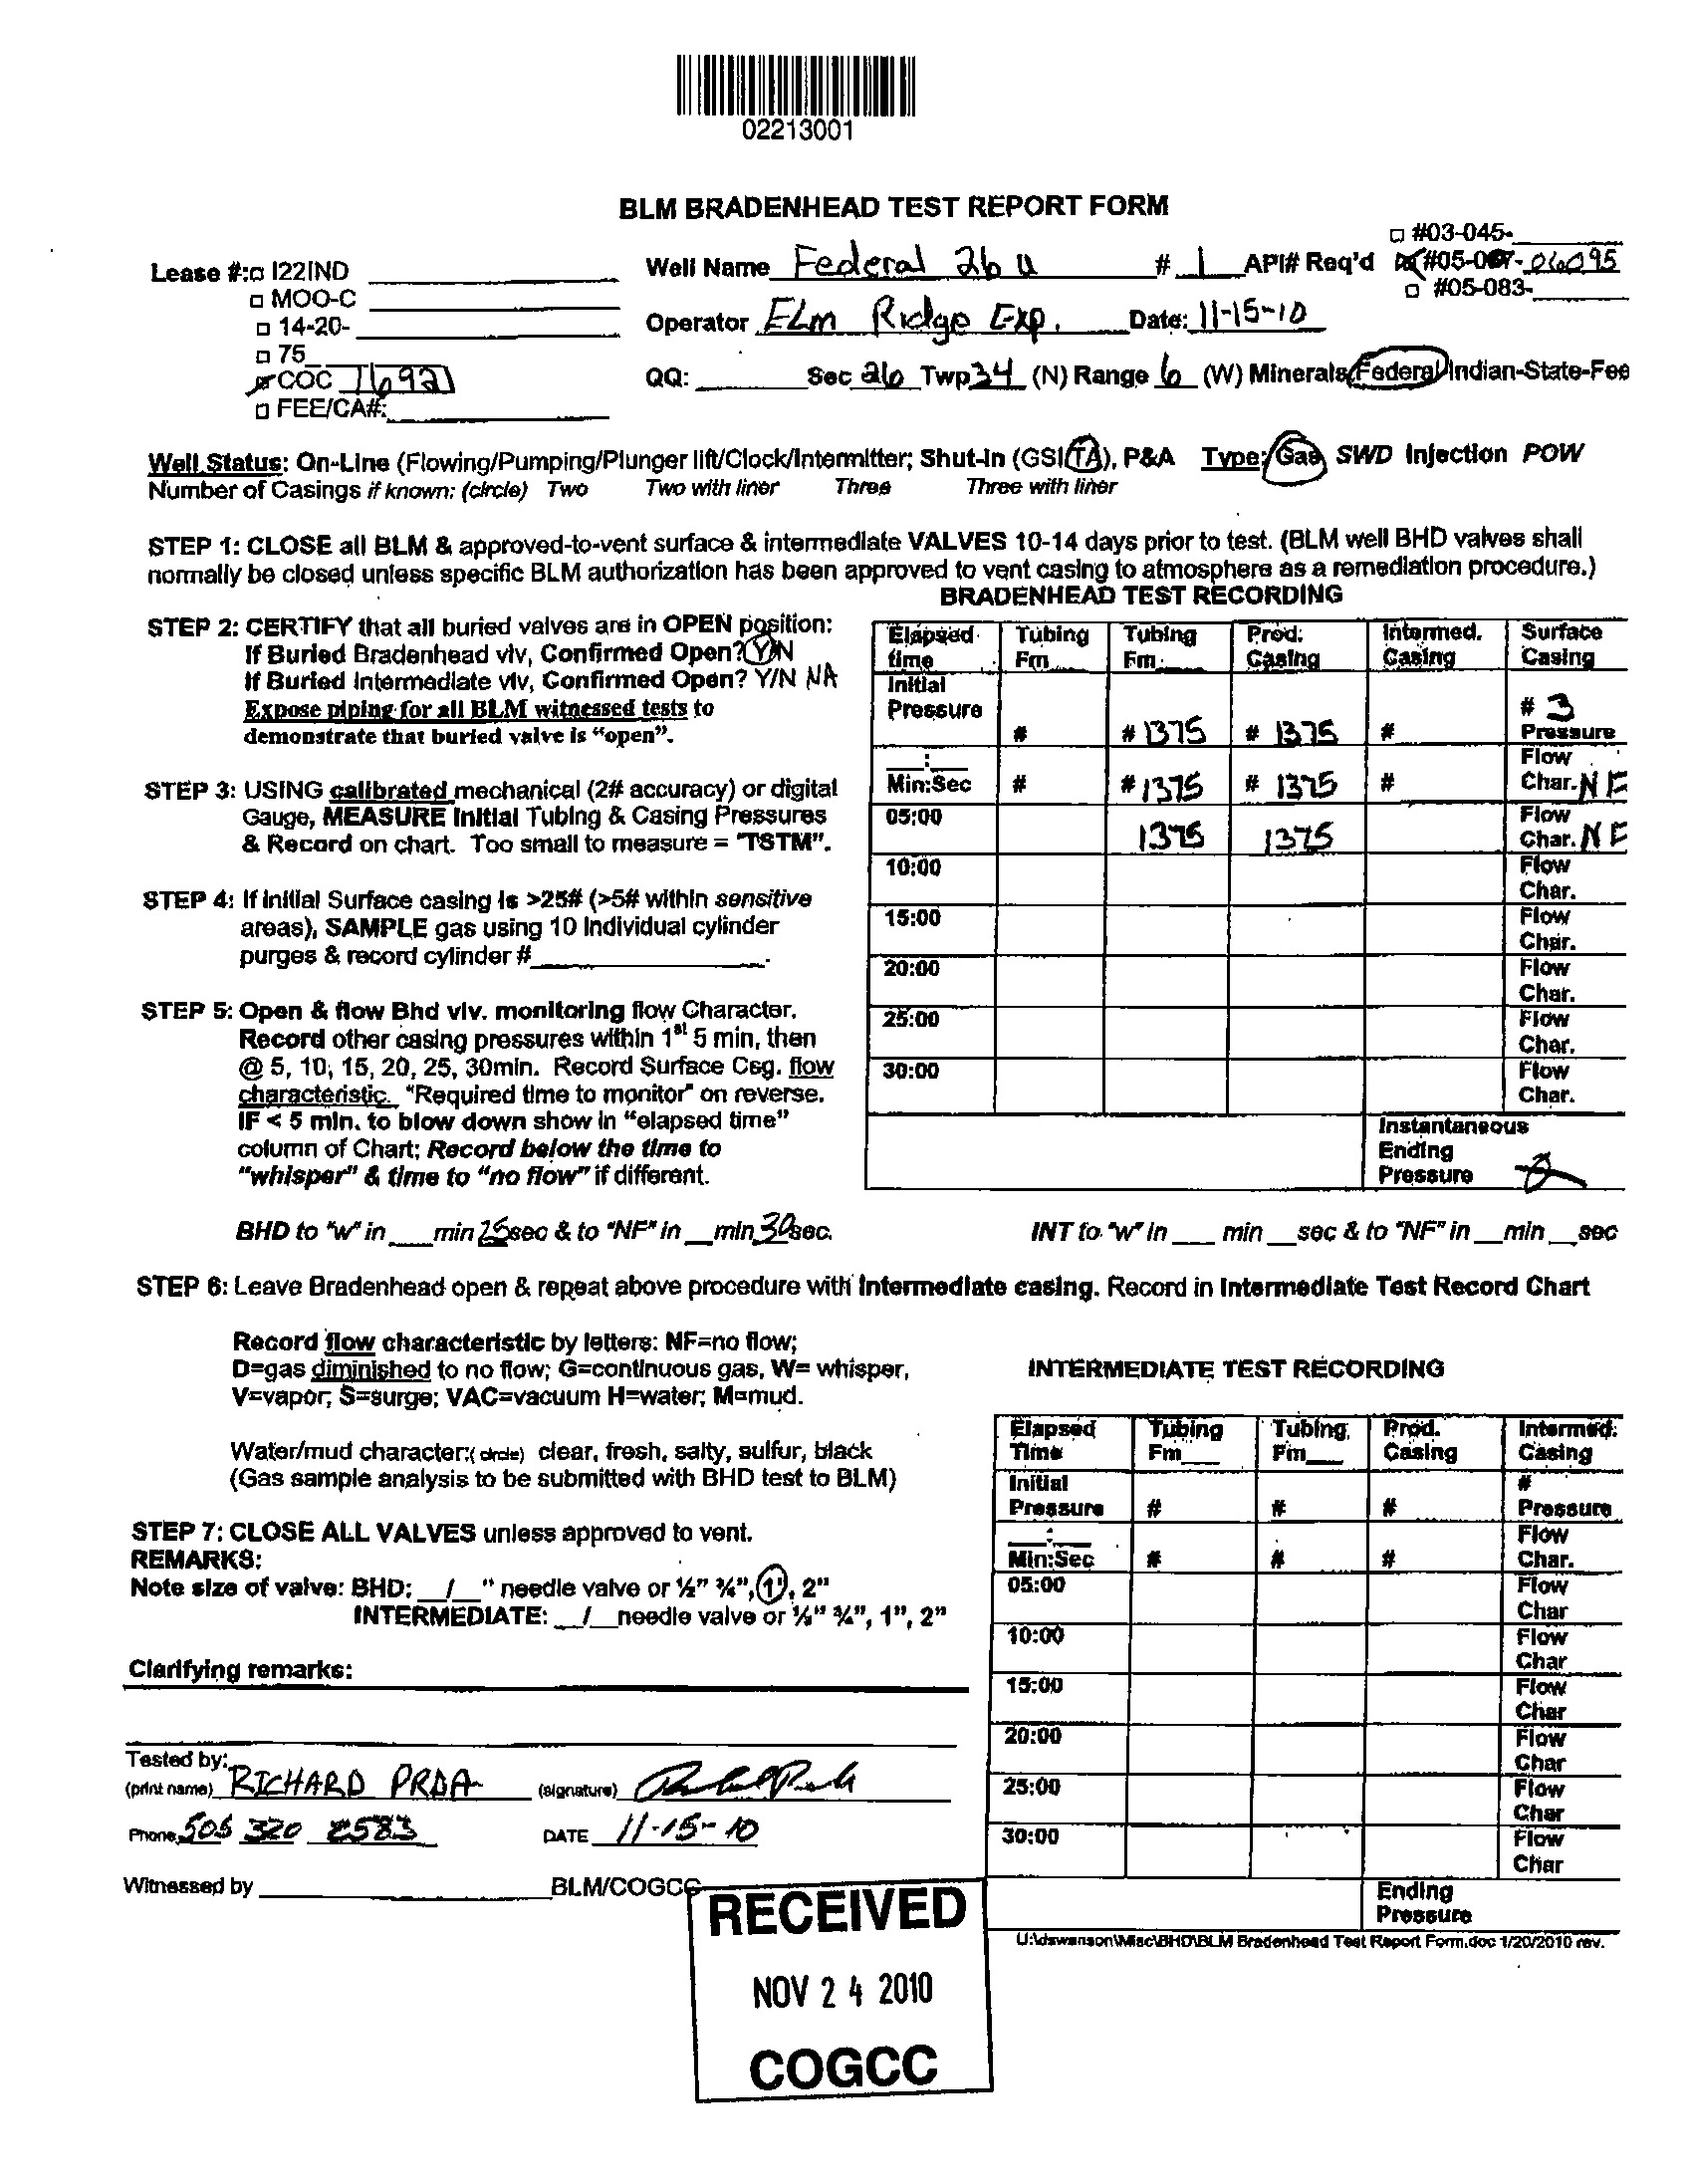 02213001
BLM BRADENHEAD TEST REPORT FORM
Lease #: I22IND
MOO-C
14-20-
75
COC 1692
FEE/CA#:
Well Name Federal 26 U # 1 API# Req'd
#03-045-
#05-067-06095
#05-083-
Operator ELm Ridge Exp. Date: 11-15-10
QQ: Sec 26 Twp 34 (N) Range 6 (W) Minerals Federal Indian-State-Fee
Well Status: On-Line (Flowing/Pumping/Plunger lift/Clock/Intermitter; Shut-In (GSI/TA), P&A Type: Gas SWD Injection POW
Number of Casings if known: (circle) Two Two with liner Three Three with liner
STEP 1: CLOSE all BLM & approved-to-vent surface & intermediate VALVES 10-14 days prior to test. (BLM well BHD valves shall
normally be closed unless specific BLM authorization has been approved to vent casing to atmosphere as a remediation procedure.)
STEP 2: CERTIFY that all buried valves are in OPEN position:
If Buried Bradenhead vlv, Confirmed Open? Y/N
If Buried Intermediate vlv, Confirmed Open? Y/N NA
Expose piping for all BLM witnessed tests to
demonstrate that buried valve is "open".
STEP 3: USING calibrated mechanical (2# accuracy) or digital
Gauge, MEASURE Initial Tubing & Casing Pressures
& Record on chart. Too small to measure = "TSTM".
STEP 4: If initial Surface casing is >25# (>5# within sensitive
areas), SAMPLE gas using 10 individual cylinder
purges & record cylinder #
STEP 5: Open & flow Bhd vlv. monitoring flow Character.
Record other casing pressures within 1st 5 min, then
@ 5, 10, 15, 20, 25, 30min. Record Surface Csg. flow
characteristic. "Required time to monitor" on reverse.
IF < 5 min. to blow down show in "elapsed time"
column of Chart; Record below the time to
"whisper" & time to "no flow" if different.
BRADENHEAD TEST RECORDING
Elapsed time Tubing Fm Tubing Fm Prod. Casing Intermed. Casing Surface Casing
Initial Pressure # # 1375 # 1375 # # 3 Pressure
__:__ Min:Sec # # 1375 # 1375 # Flow Char. NF
05:00 1375 1375 Flow Char. NF
10:00 Flow Char.
15:00 Flow Char.
20:00 Flow Char.
25:00 Flow Char.
30:00 Flow Char.
Instantaneous Ending Pressure
BHD to "w" in ___ min 25 sec & to "NF" in __ min 30 sec.
INT to "w" in ___ min __ sec & to "NF" in __ min __ sec
STEP 6: Leave Bradenhead open & repeat above procedure with Intermediate casing. Record in Intermediate Test Record Chart
Record flow characteristic by letters: NF=no flow;
D=gas diminished to no flow; G=continuous gas, W= whisper,
V=vapor; S=surge; VAC=vacuum H=water; M=mud.
Water/mud character:( circle) clear, fresh, salty, sulfur, black
(Gas sample analysis to be submitted with BHD test to BLM)
STEP 7: CLOSE ALL VALVES unless approved to vent.
REMARKS:
Note size of valve: BHD: __/__" needle valve or ½" ¾", 1", 2"
INTERMEDIATE: __/__needle valve or ½" ¾", 1", 2"
Clarifying remarks:
INTERMEDIATE TEST RECORDING
Elapsed Time Tubing Fm___ Tubing Fm___ Prod. Casing Intermed. Casing
Initial Pressure # # # # Pressure
__:__ Min:Sec # # # Flow Char.
05:00 Flow Char
10:00 Flow Char
15:00 Flow Char
20:00 Flow Char
25:00 Flow Char
30:00 Flow Char
Ending Pressure
Tested by:
(print name) RICHARD PRDA (signature)
Phone 505 320 2583 DATE 11-15-10
Witnessed by BLM/COGCC
U:\dswanson\Misc\BHD\BLM Bradenhead Test Report Form.doc 1/20/2010 rev.
RECEIVED
NOV 24 2010
COGCC